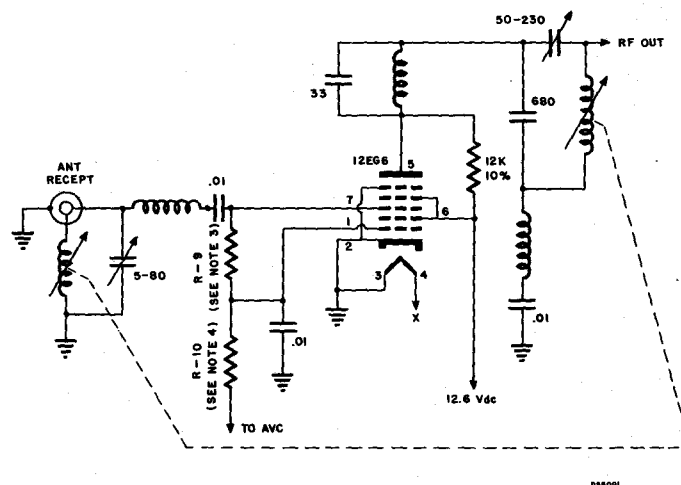 50-230
RF OUT
33
680
12EG6
5
12K
10%
ANT
RECEPT
.01
7
1
6
2
3
4
5-80
R-9
(SEE NOTE 3)
X
R-10
(SEE NOTE 4)
.01
.01
12.6 Vdc
TO AVC